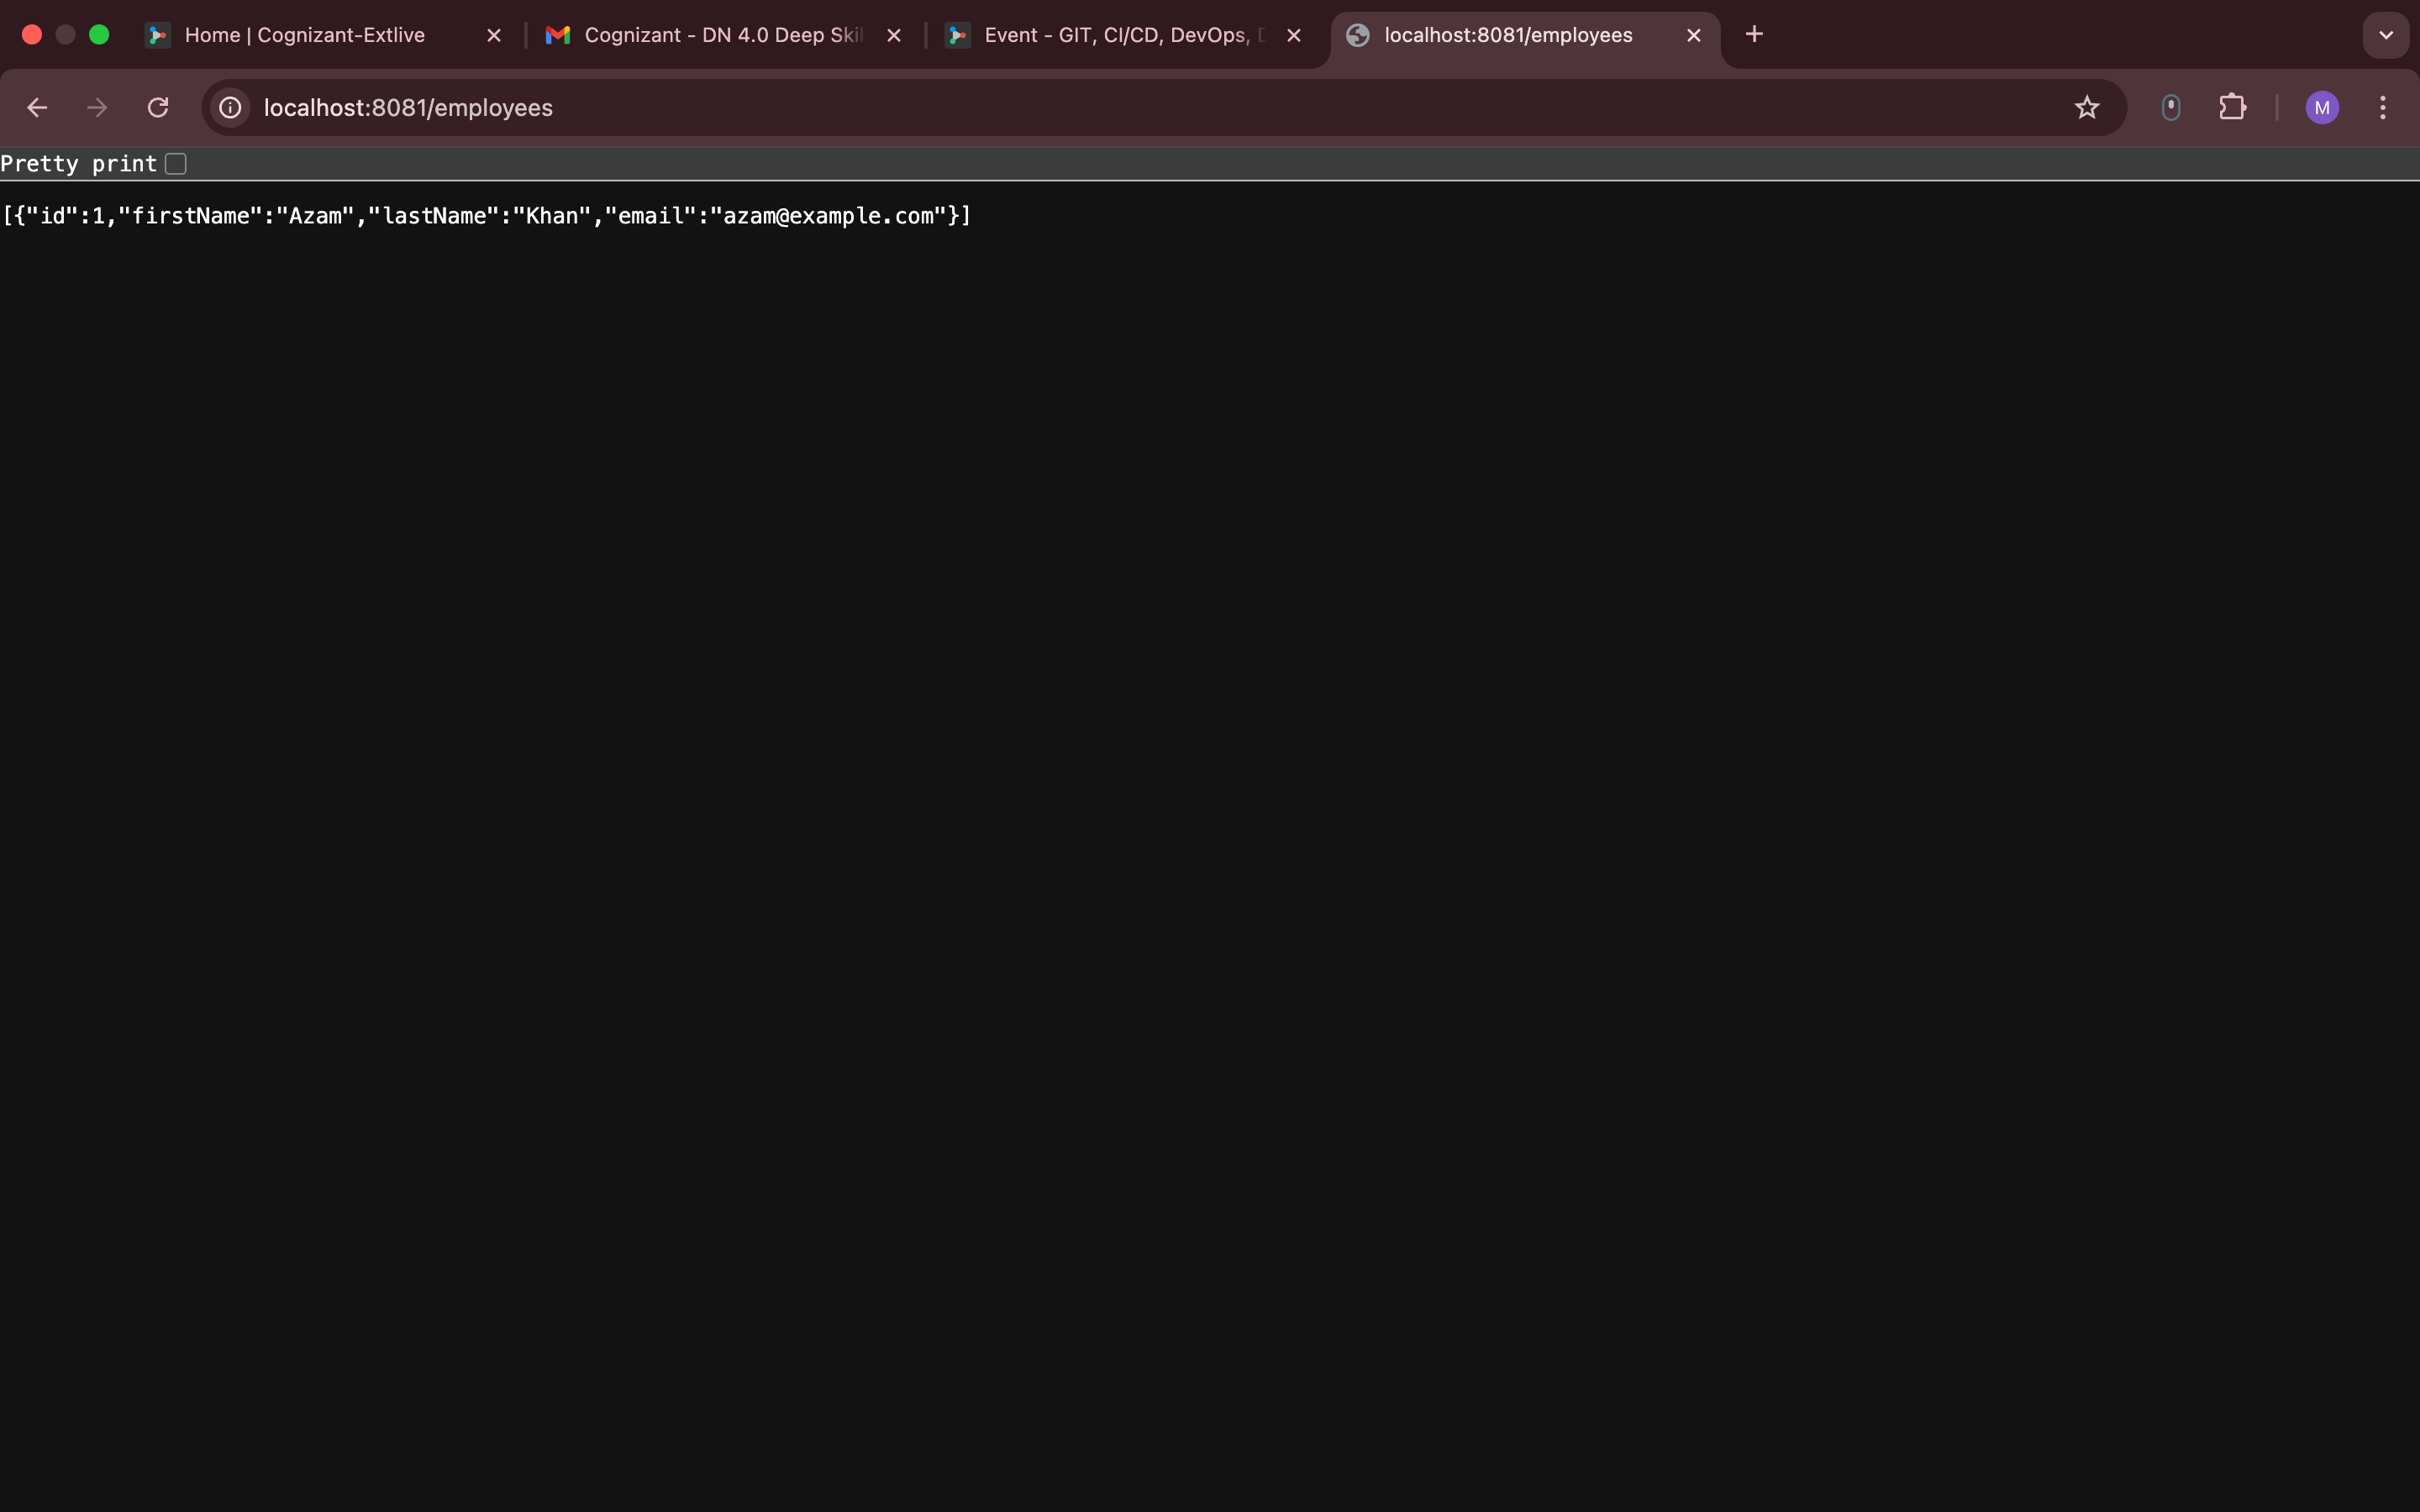 Home | Cognizant-Extlive
Cognizant - DN 4.0 Deep Skil
Event - GIT, CI/CD, DevOps,
localhost:8081/employees
localhost:8081/employees
M
Pretty print
[{"id":1,"firstName":"Azam","lastName":"Khan","email":"azam@example.com"}]